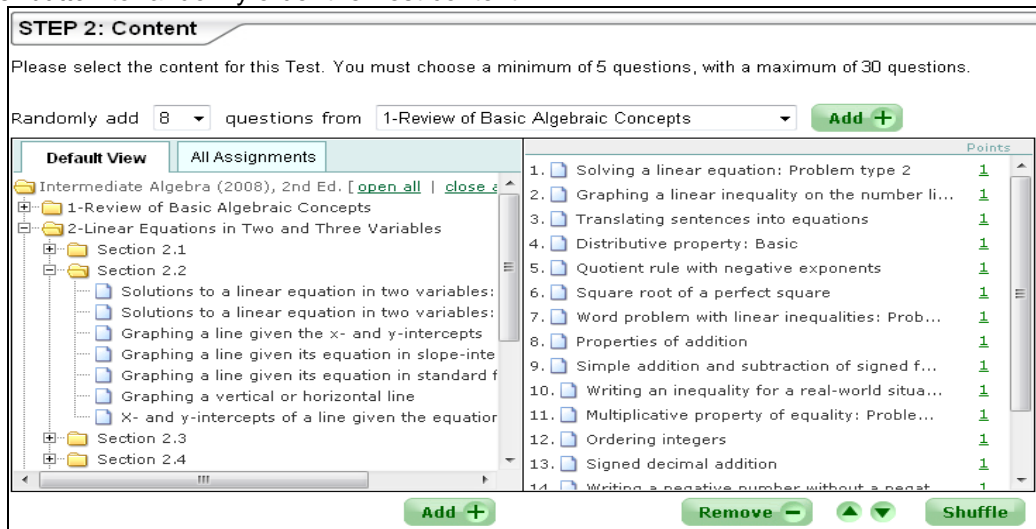 STEP 2: Content
Please select the content for this Test. You must choose a minimum of 5 questions, with a maximum of 30 questions.
Randomly add 8 questions from 1-Review of Basic Algebraic Concepts Add
Default View All Assignments
Intermediate Algebra (2008), 2nd Ed. [ open all | close a
1-Review of Basic Algebraic Concepts
2-Linear Equations in Two and Three Variables
Section 2.1
Section 2.2
Solutions to a linear equation in two variables:
Solutions to a linear equation in two variables:
Graphing a line given the x- and y-intercepts
Graphing a line given its equation in slope-inte
Graphing a line given its equation in standard f
Graphing a vertical or horizontal line
X- and y-intercepts of a line given the equation
Section 2.3
Section 2.4
Points
1. Solving a linear equation: Problem type 2 1
2. Graphing a linear inequality on the number li... 1
3. Translating sentences into equations 1
4. Distributive property: Basic 1
5. Quotient rule with negative exponents 1
6. Square root of a perfect square 1
7. Word problem with linear inequalities: Prob... 1
8. Properties of addition 1
9. Simple addition and subtraction of signed f... 1
10. Writing an inequality for a real-world situa... 1
11. Multiplicative property of equality: Proble... 1
12. Ordering integers 1
13. Signed decimal addition 1
14. Writing a negative number without a negat... 1
Add Remove Shuffle